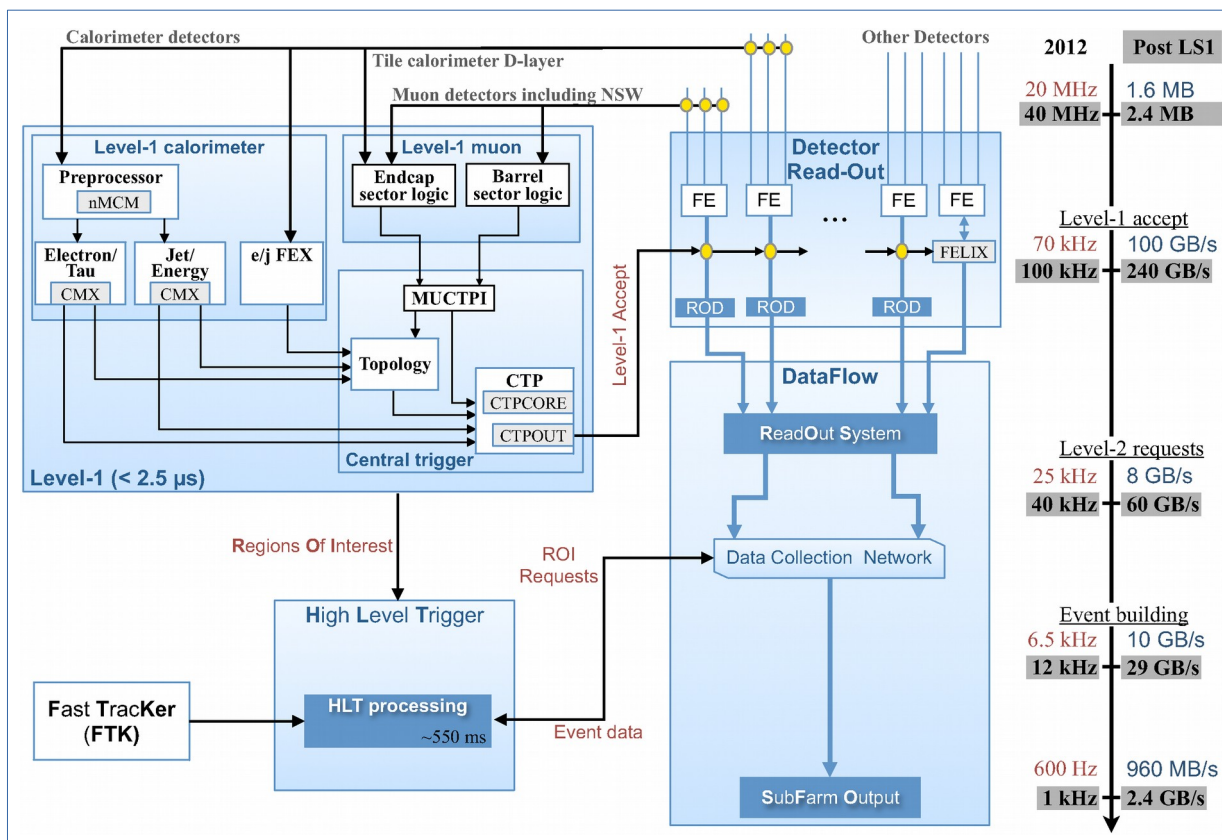 Calorimeter detectors
Tile calorimeter D-layer
Muon detectors including NSW
Other Detectors
2012
Post LS1
20 MHz
1.6 MB
40 MHz
2.4 MB
Level-1 calorimeter
Preprocessor
nMCM
Electron/
Tau
CMX
Jet/
Energy
CMX
e/j FEX
Level-1 muon
Endcap
sector logic
Barrel
sector logic
MUCTPI
Topology
CTP
CTPCORE
CTPOUT
Central trigger
Level-1 (< 2.5 µs)
Level-1 Accept
Detector
Read-Out
FE
FE
...
FE
FE
FELIX
ROD
ROD
ROD
Level-1 accept
70 kHz
100 GB/s
100 kHz
240 GB/s
DataFlow
ReadOut System
Data Collection Network
SubFarm Output
Level-2 requests
25 kHz
8 GB/s
40 kHz
60 GB/s
Regions Of Interest
ROI
Requests
High Level Trigger
HLT processing
~550 ms
Event data
Fast TracKer
(FTK)
Event building
6.5 kHz
10 GB/s
12 kHz
29 GB/s
600 Hz
960 MB/s
1 kHz
2.4 GB/s